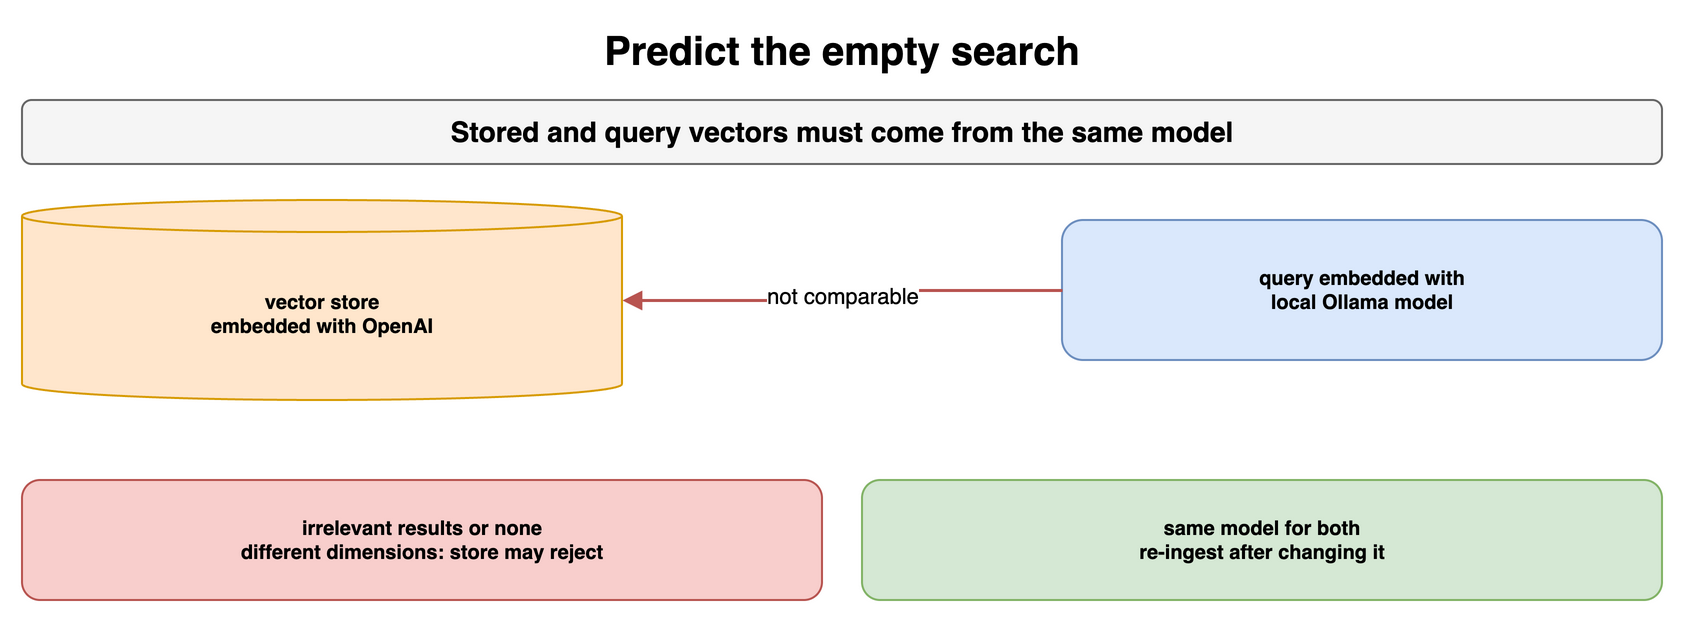 Predict the empty search
Stored and query vectors must come from the same model
vector store
embedded with OpenAI
not comparable
query embedded with
local Ollama model
irrelevant results or none
different dimensions: store may reject
same model for both
re-ingest after changing it